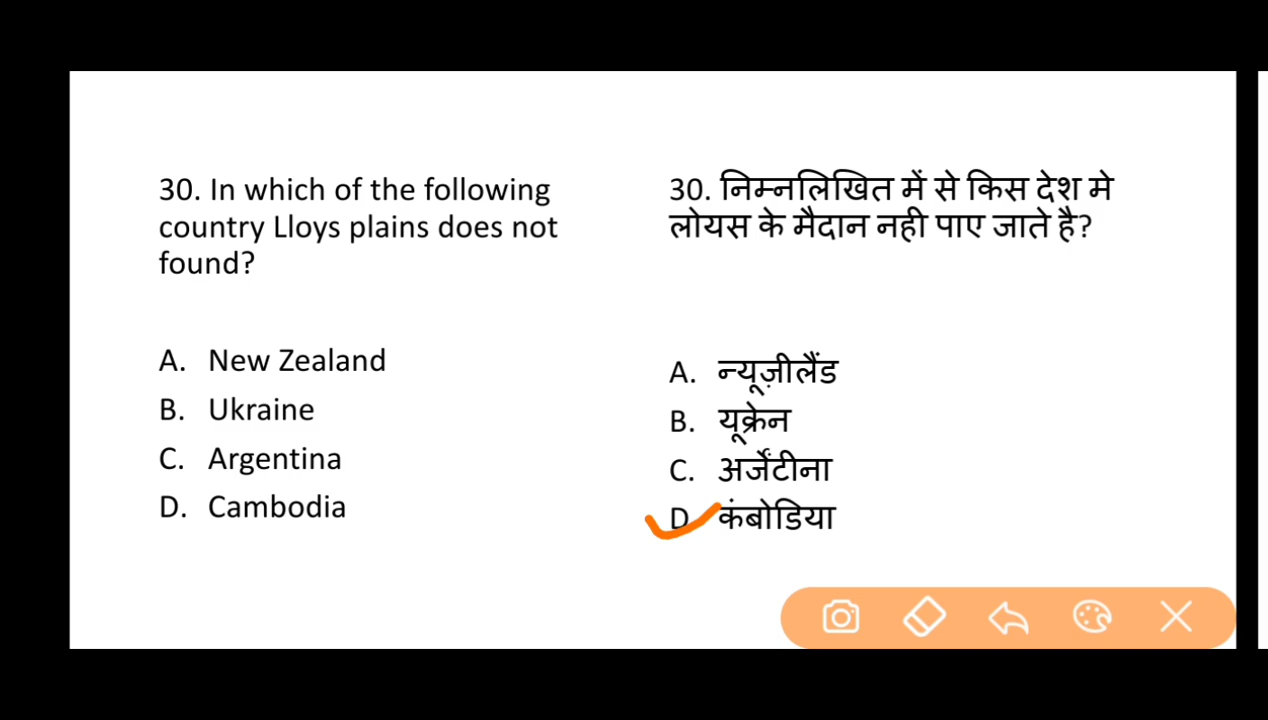 30. In which of the following
country Lloys plains does not
found?
A. New Zealand
B. Ukraine
C. Argentina
D. Cambodia
30. निम्नलिखित में से किस देश मे
लोयस के मैदान नही पाए जाते है?
A. न्यूज़ीलैंड
B. यूक्रेन
C. अर्जेंटीना
D. कंबोडिया